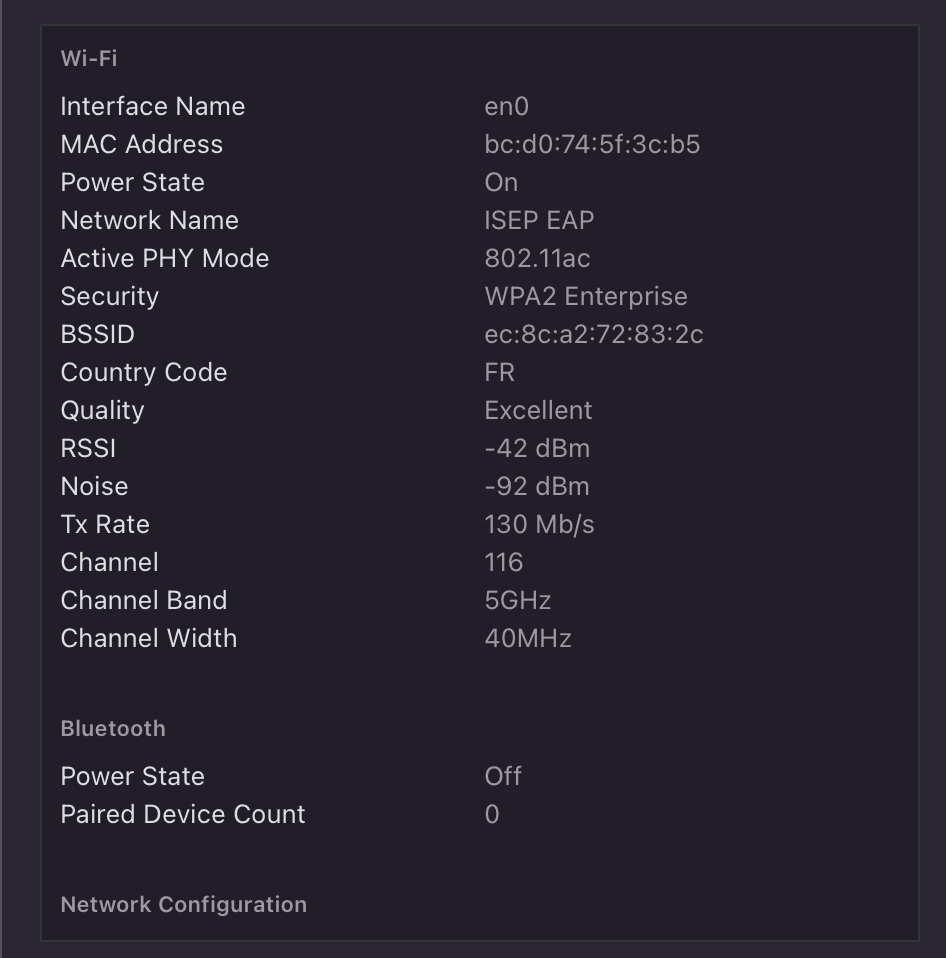 Wi-Fi
Interface Name en0
MAC Address bc:d0:74:5f:3c:b5
Power State On
Network Name ISEP EAP
Active PHY Mode 802.11ac
Security WPA2 Enterprise
BSSID ec:8c:a2:72:83:2c
Country Code FR
Quality Excellent
RSSI -42 dBm
Noise -92 dBm
Tx Rate 130 Mb/s
Channel 116
Channel Band 5GHz
Channel Width 40MHz
Bluetooth
Power State Off
Paired Device Count 0
Network Configuration